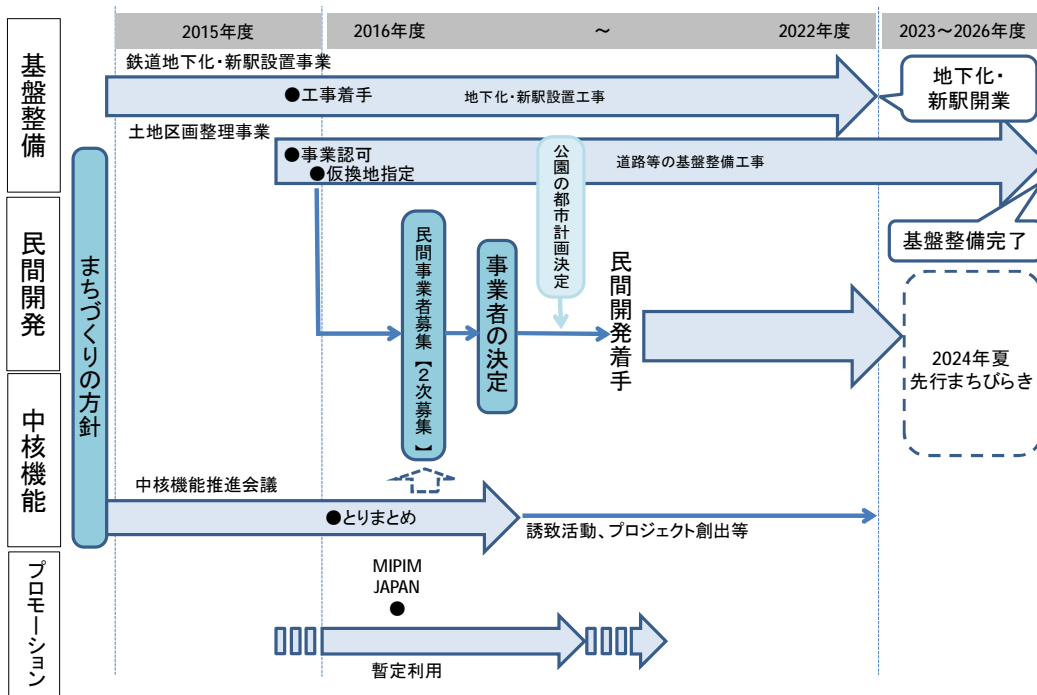 2015年度
2016年度
～
2022年度
2023～2026年度
基盤整備
鉄道地下化・新駅設置事業
●工事着手
地下化・新駅設置工事
地下化・
新駅開業
土地区画整理事業
●事業認可
●仮換地指定
道路等の基盤整備工事
基盤整備完了
まちづくりの方針
民間開発
民間事業者募集【2次募集】
事業者の決定
公園の都市計画決定
民間開発着手
2024年夏
先行まちびらき
中核機能
中核機能推進会議
●とりまとめ
誘致活動、プロジェクト創出等
プロモーション
MIPIM
JAPAN
●
暫定利用